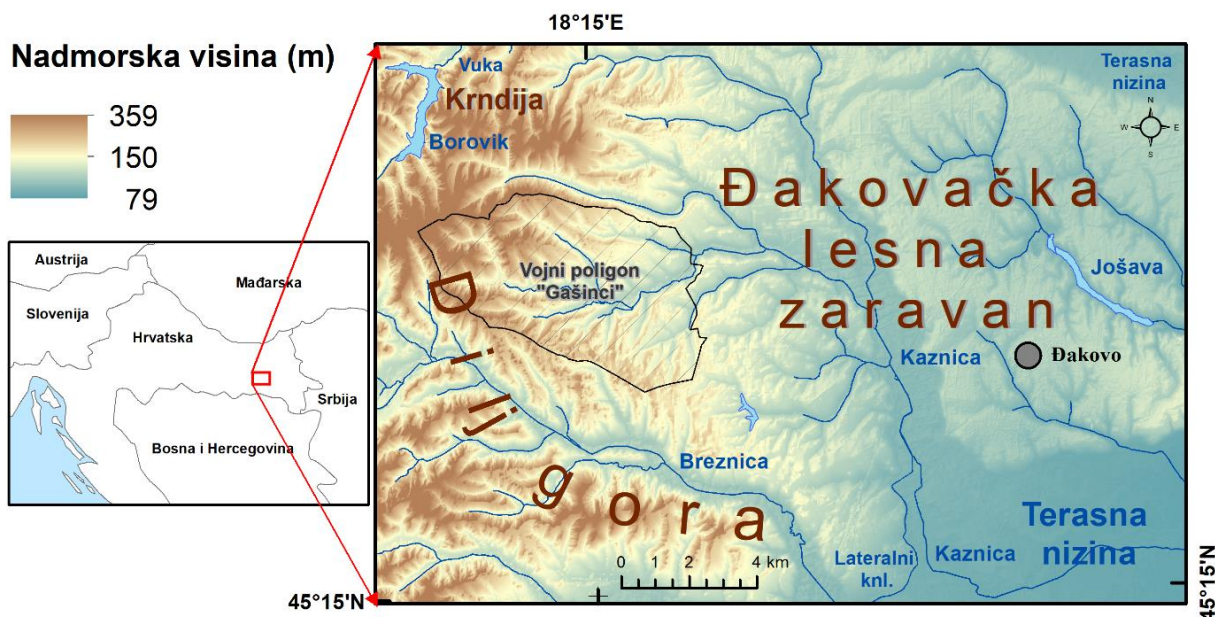 18°15'E
Nadmorska visina (m)
359
150
79
Austrija
Mađarska
Slovenija
Hrvatska
Srbija
Bosna i Hercegovina
Vuka
Krndija
Borovik
Terasna
nizina
N
W E
S
Đakovačka
lesna
zaravan
Vojni poligon
"Gašinci"
Jošava
Kaznica
Đakovo
Dilj gora
Breznica
Terasna
nizina
Lateralni
knl.
Kaznica
0 2 4 km
45°15'N
45°15'N